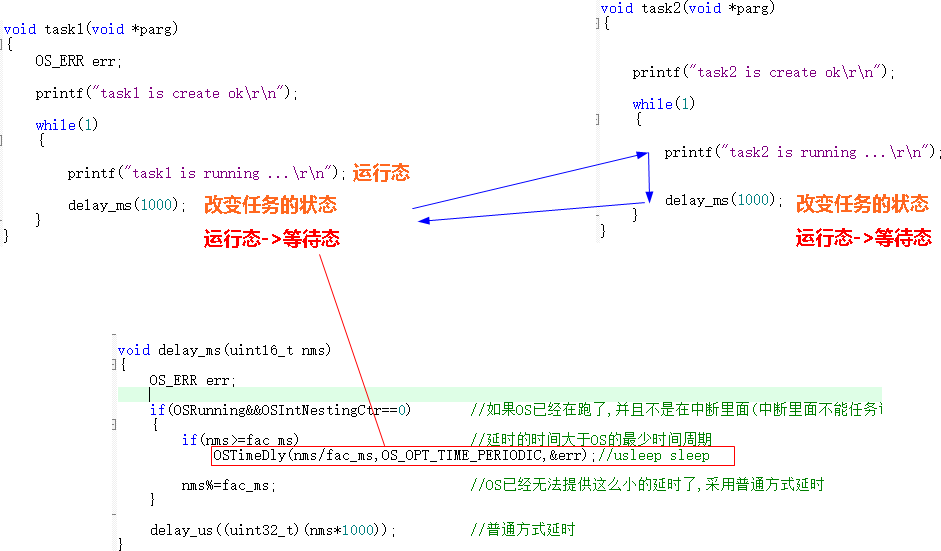 void task1(void *parg)
{
OS_ERR err;
printf("task1 is create ok\r\n");
while(1)
{
printf("task1 is running ...\r\n"); 运行态
delay_ms(1000); 改变任务的状态
}
运行态->等待态
}
void task2(void *parg)
{
printf("task2 is create ok\r\n");
while(1)
{
printf("task2 is running ...\r\n");
delay_ms(1000); 改变任务的状态
}
运行态->等待态
}
void delay_ms(uint16_t nms)
{
OS_ERR err;
if(OSRunning&&OSIntNestingCtr==0) //如果OS已经在跑了,并且不是在中断里面(中断里面不能任务
{
if(nms>=fac_ms) //延时的时间大于OS的最少时间周期
OSTimeDly(nms/fac_ms,OS_OPT_TIME_PERIODIC,&err);//usleep sleep
nms%=fac_ms; //OS已经无法提供这么小的延时了,采用普通方式延时
}
delay_us((uint32_t)(nms*1000)); //普通方式延时
}